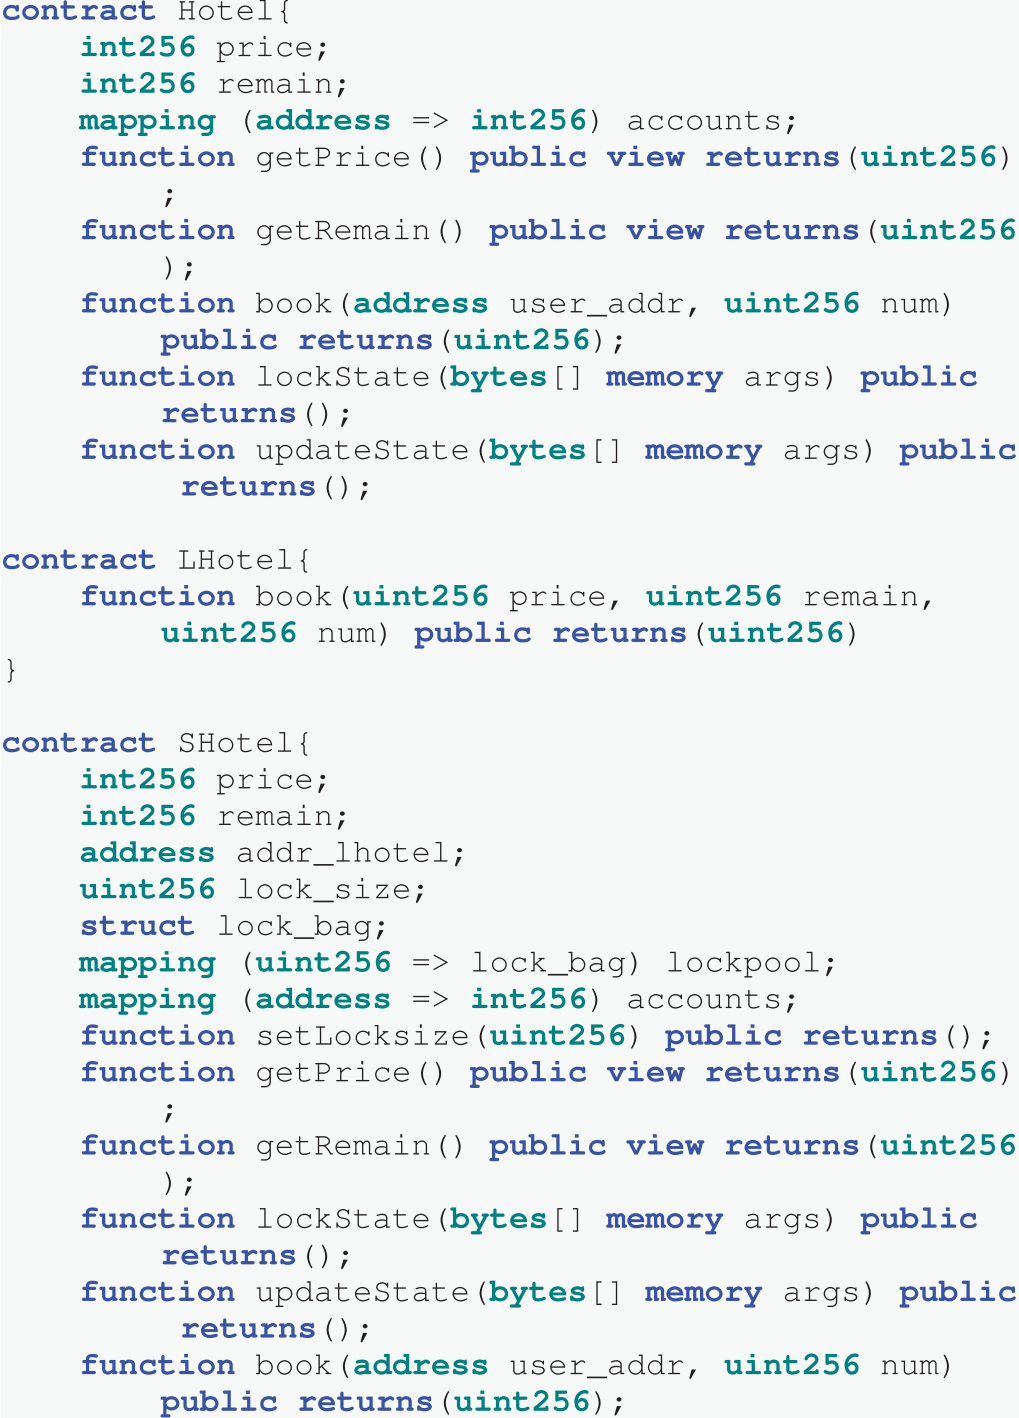 contract Hotel{
    int256 price;
    int256 remain;
    mapping (address => int256) accounts;
    function getPrice() public view returns(uint256)
        ;
    function getRemain() public view returns(uint256
        );
    function book(address user_addr, uint256 num)
        public returns(uint256);
    function lockState(bytes[] memory args) public
        returns();
    function updateState(bytes[] memory args) public
         returns();

contract LHotel{
    function book(uint256 price, uint256 remain,
        uint256 num) public returns(uint256)
}

contract SHotel{
    int256 price;
    int256 remain;
    address addr_lhotel;
    uint256 lock_size;
    struct lock_bag;
    mapping (uint256 => lock_bag) lockpool;
    mapping (address => int256) accounts;
    function setLocksize(uint256) public returns();
    function getPrice() public view returns(uint256)
        ;
    function getRemain() public view returns(uint256
        );
    function lockState(bytes[] memory args) public
        returns();
    function updateState(bytes[] memory args) public
         returns();
    function book(address user_addr, uint256 num)
        public returns(uint256);